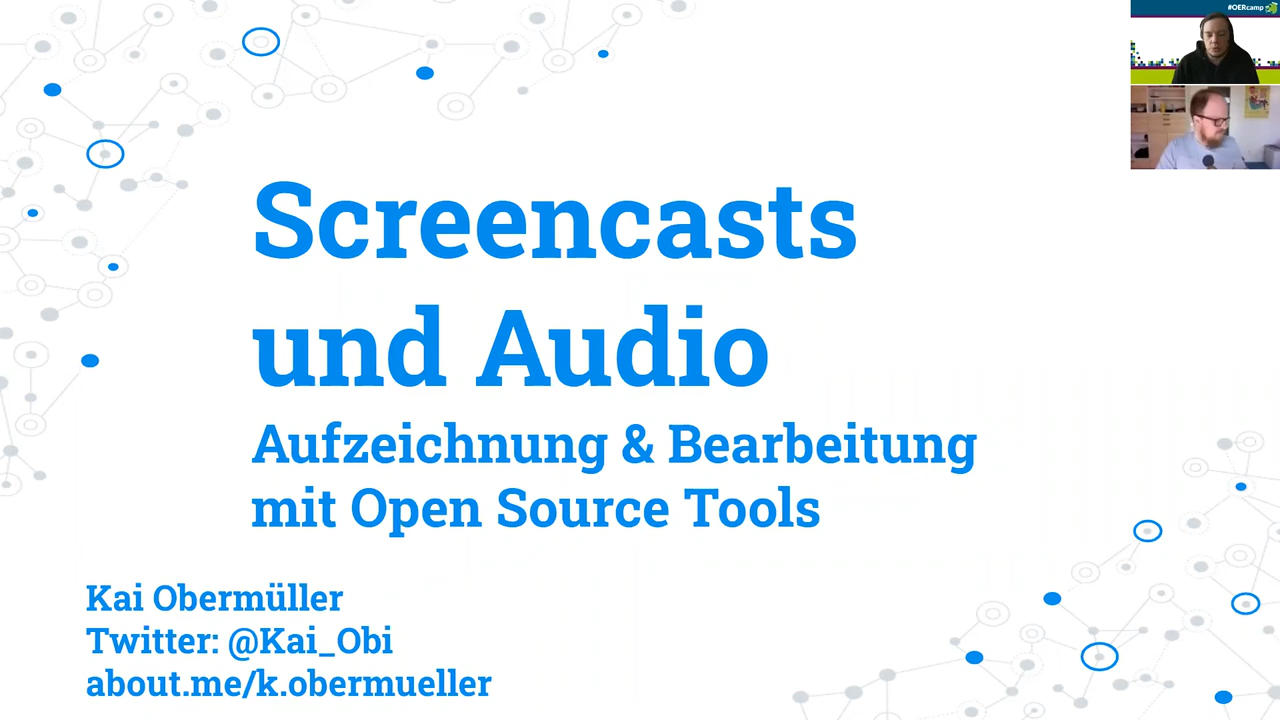 #OERcamp
Screencasts
und Audio
Aufzeichnung & Bearbeitung
mit Open Source Tools
Kai Obermüller
Twitter: @Kai_Obi
about.me/k.obermueller